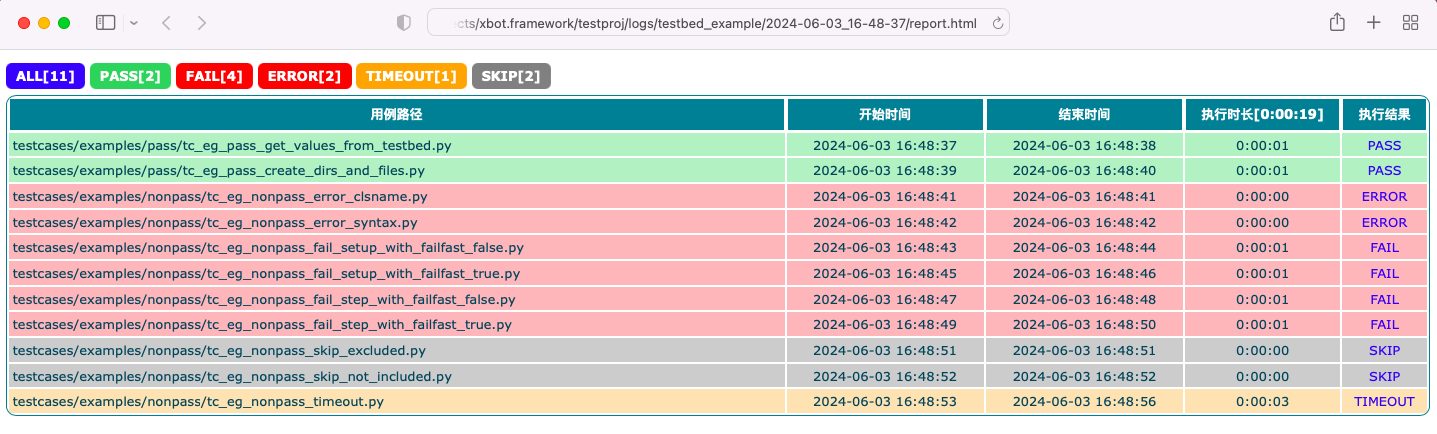 ects/xbot.framework/testproj/logs/testbed_example/2024-06-03_16-48-37/report.html
ALL[11] PASS[2] FAIL[4] ERROR[2] TIMEOUT[1] SKIP[2]
用例路径 开始时间 结束时间 执行时长[0:00:19] 执行结果
testcases/examples/pass/tc_eg_pass_get_values_from_testbed.py 2024-06-03 16:48:37 2024-06-03 16:48:38 0:00:01 PASS
testcases/examples/pass/tc_eg_pass_create_dirs_and_files.py 2024-06-03 16:48:39 2024-06-03 16:48:40 0:00:01 PASS
testcases/examples/nonpass/tc_eg_nonpass_error_clsname.py 2024-06-03 16:48:41 2024-06-03 16:48:41 0:00:00 ERROR
testcases/examples/nonpass/tc_eg_nonpass_error_syntax.py 2024-06-03 16:48:42 2024-06-03 16:48:42 0:00:00 ERROR
testcases/examples/nonpass/tc_eg_nonpass_fail_setup_with_failfast_false.py 2024-06-03 16:48:43 2024-06-03 16:48:44 0:00:01 FAIL
testcases/examples/nonpass/tc_eg_nonpass_fail_setup_with_failfast_true.py 2024-06-03 16:48:45 2024-06-03 16:48:46 0:00:01 FAIL
testcases/examples/nonpass/tc_eg_nonpass_fail_step_with_failfast_false.py 2024-06-03 16:48:47 2024-06-03 16:48:48 0:00:01 FAIL
testcases/examples/nonpass/tc_eg_nonpass_fail_step_with_failfast_true.py 2024-06-03 16:48:49 2024-06-03 16:48:50 0:00:01 FAIL
testcases/examples/nonpass/tc_eg_nonpass_skip_excluded.py 2024-06-03 16:48:51 2024-06-03 16:48:51 0:00:00 SKIP
testcases/examples/nonpass/tc_eg_nonpass_skip_not_included.py 2024-06-03 16:48:52 2024-06-03 16:48:52 0:00:00 SKIP
testcases/examples/nonpass/tc_eg_nonpass_timeout.py 2024-06-03 16:48:53 2024-06-03 16:48:56 0:00:03 TIMEOUT